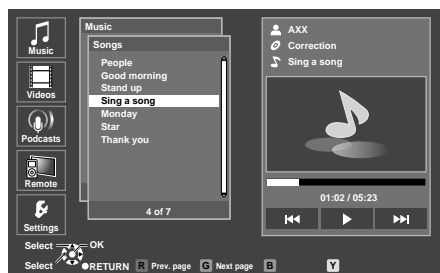 Music
Videos
Podcasts
Remote
Settings
Music
Songs
People
Good morning
Stand up
Sing a song
Monday
Star
Thank you
4 of 7
AXX
Correction
Sing a song
01:02 / 05:23
Select OK
Select RETURN R Prev. page G Next page B Y